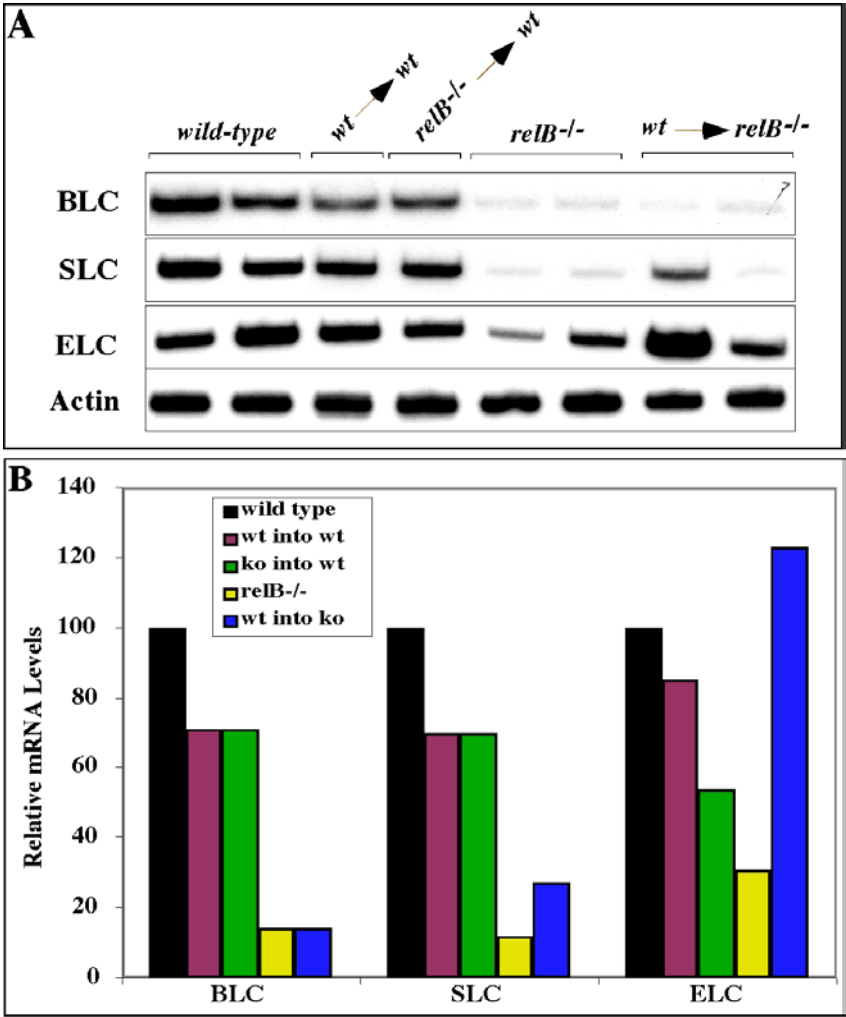 A
wt wt
relB-/- wt
wild-type relB-/- wt relB-/-
BLC
SLC
ELC
Actin
B
140
120
100
80
60
40
20
0
Relative mRNA Levels
wild type
wt into wt
ko into wt
relB-/-
wt into ko
BLC SLC ELC